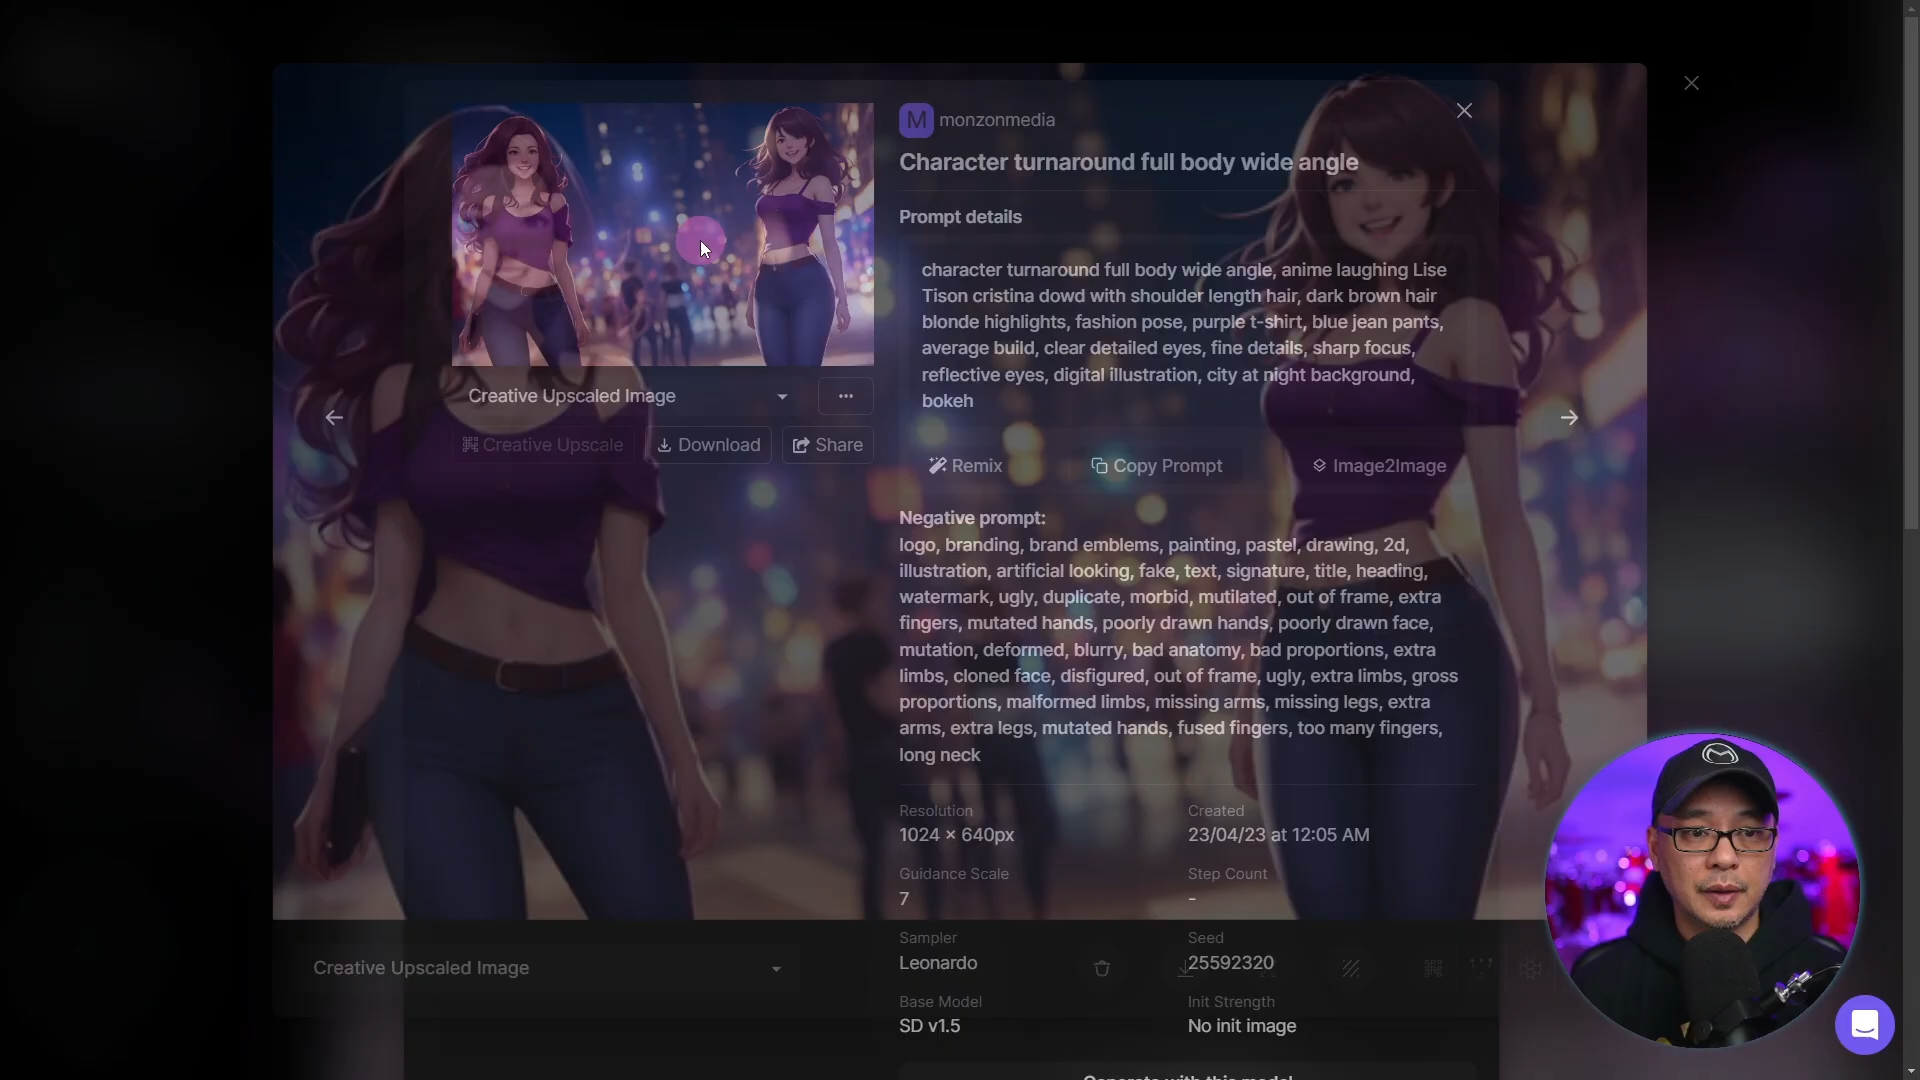 M monzonmedia
Character turnaround full body wide angle
Prompt details
character turnaround full body wide angle, anime laughing Lise
Tison cristina dowd with shoulder length hair, dark brown hair
blonde highlights, fashion pose, purple t-shirt, blue jean pants,
average build, clear detailed eyes, fine details, sharp focus,
reflective eyes, digital illustration, city at night background,
bokeh
Creative Upscaled Image
Creative Upscale
Download
Share
Remix
Copy Prompt
Image2Image
Negative prompt:
logo, branding, brand emblems, painting, pastel, drawing, 2d,
illustration, artificial looking, fake, text, signature, title, heading,
watermark, ugly, duplicate, morbid, mutilated, out of frame, extra
fingers, mutated hands, poorly drawn hands, poorly drawn face,
mutation, deformed, blurry, bad anatomy, bad proportions, extra
limbs, cloned face, disfigured, out of frame, ugly, extra limbs, gross
proportions, malformed limbs, missing arms, missing legs, extra
arms, extra legs, mutated hands, fused fingers, too many fingers,
long neck
Resolution
1024 × 640px
Created
23/04/23 at 12:05 AM
Guidance Scale
7
Step Count
-
Sampler
Leonardo
Seed
25592320
Base Model
SD v1.5
Init Strength
No init image
Creative Upscaled Image
Generate with this model